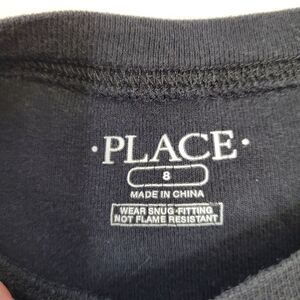 · PLACE ·
8
MADE IN CHINA
WEAR SNUG-FITTING
NOT FLAME RESISTANT